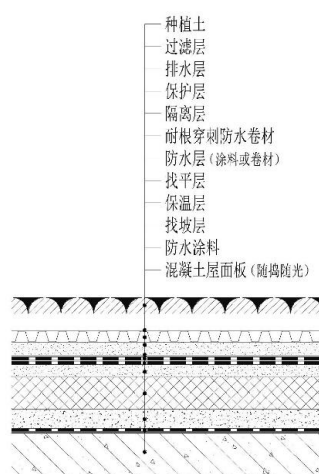 种植土
过滤层
排水层
保护层
隔离层
耐根穿刺防水卷材
防水层(涂料或卷材)
找平层
保温层
找坡层
防水涂料
混凝土屋面板(随捣随光)